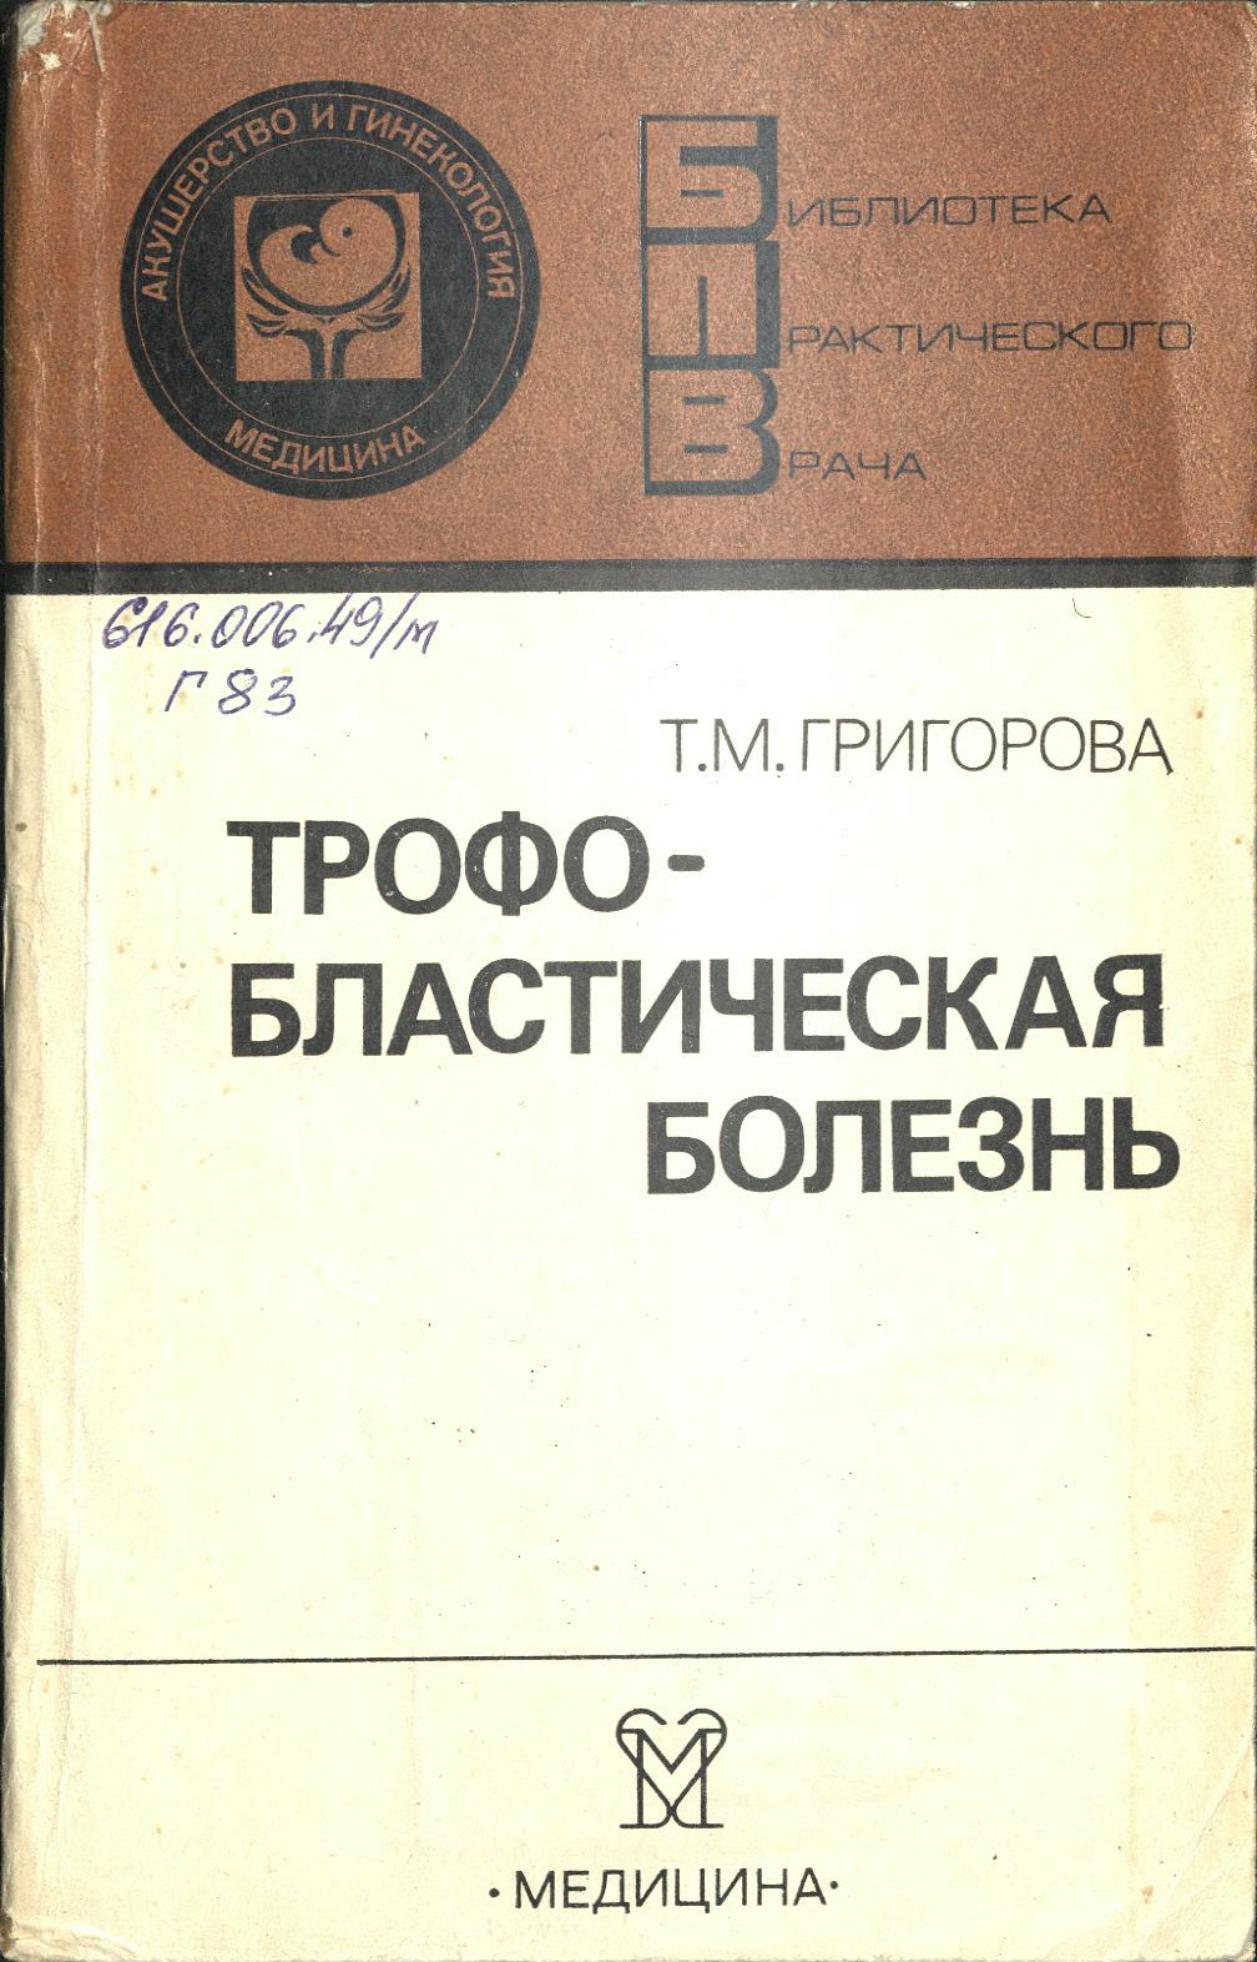 АКУШЕРСТВО И ГИНЕКОЛОГИЯ
МЕДИЦИНА
БИБЛИОТЕКА
ПРАКТИЧЕСКОГО
ВРАЧА
616.006.49/м
Г 83
Т.М. ГРИГОРОВА
ТРОФО-
БЛАСТИЧЕСКАЯ
БОЛЕЗНЬ
М
·МЕДИЦИНА·